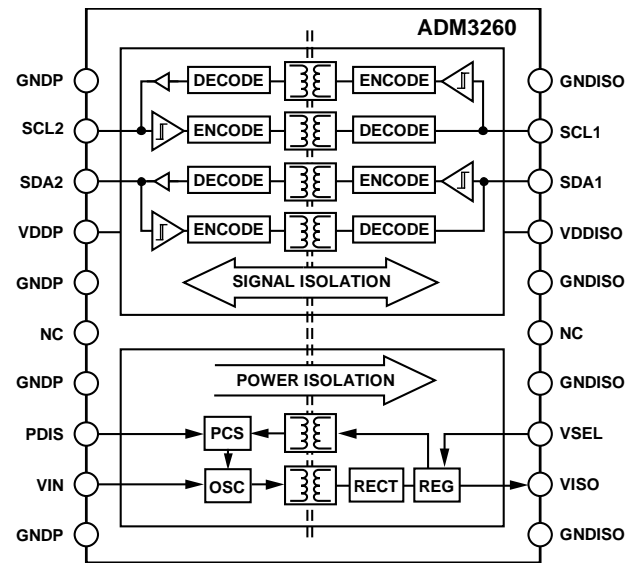 ADM3260
GNDP
DECODE
ENCODE
GNDISO
SCL2
ENCODE
DECODE
SCL1
SDA2
DECODE
ENCODE
SDA1
VDDP
ENCODE
DECODE
VDDISO
GNDP
SIGNAL ISOLATION
GNDISO
NC
NC
GNDP
POWER ISOLATION
GNDISO
PDIS
PCS
VSEL
VIN
OSC
RECT
REG
VISO
GNDP
GNDISO